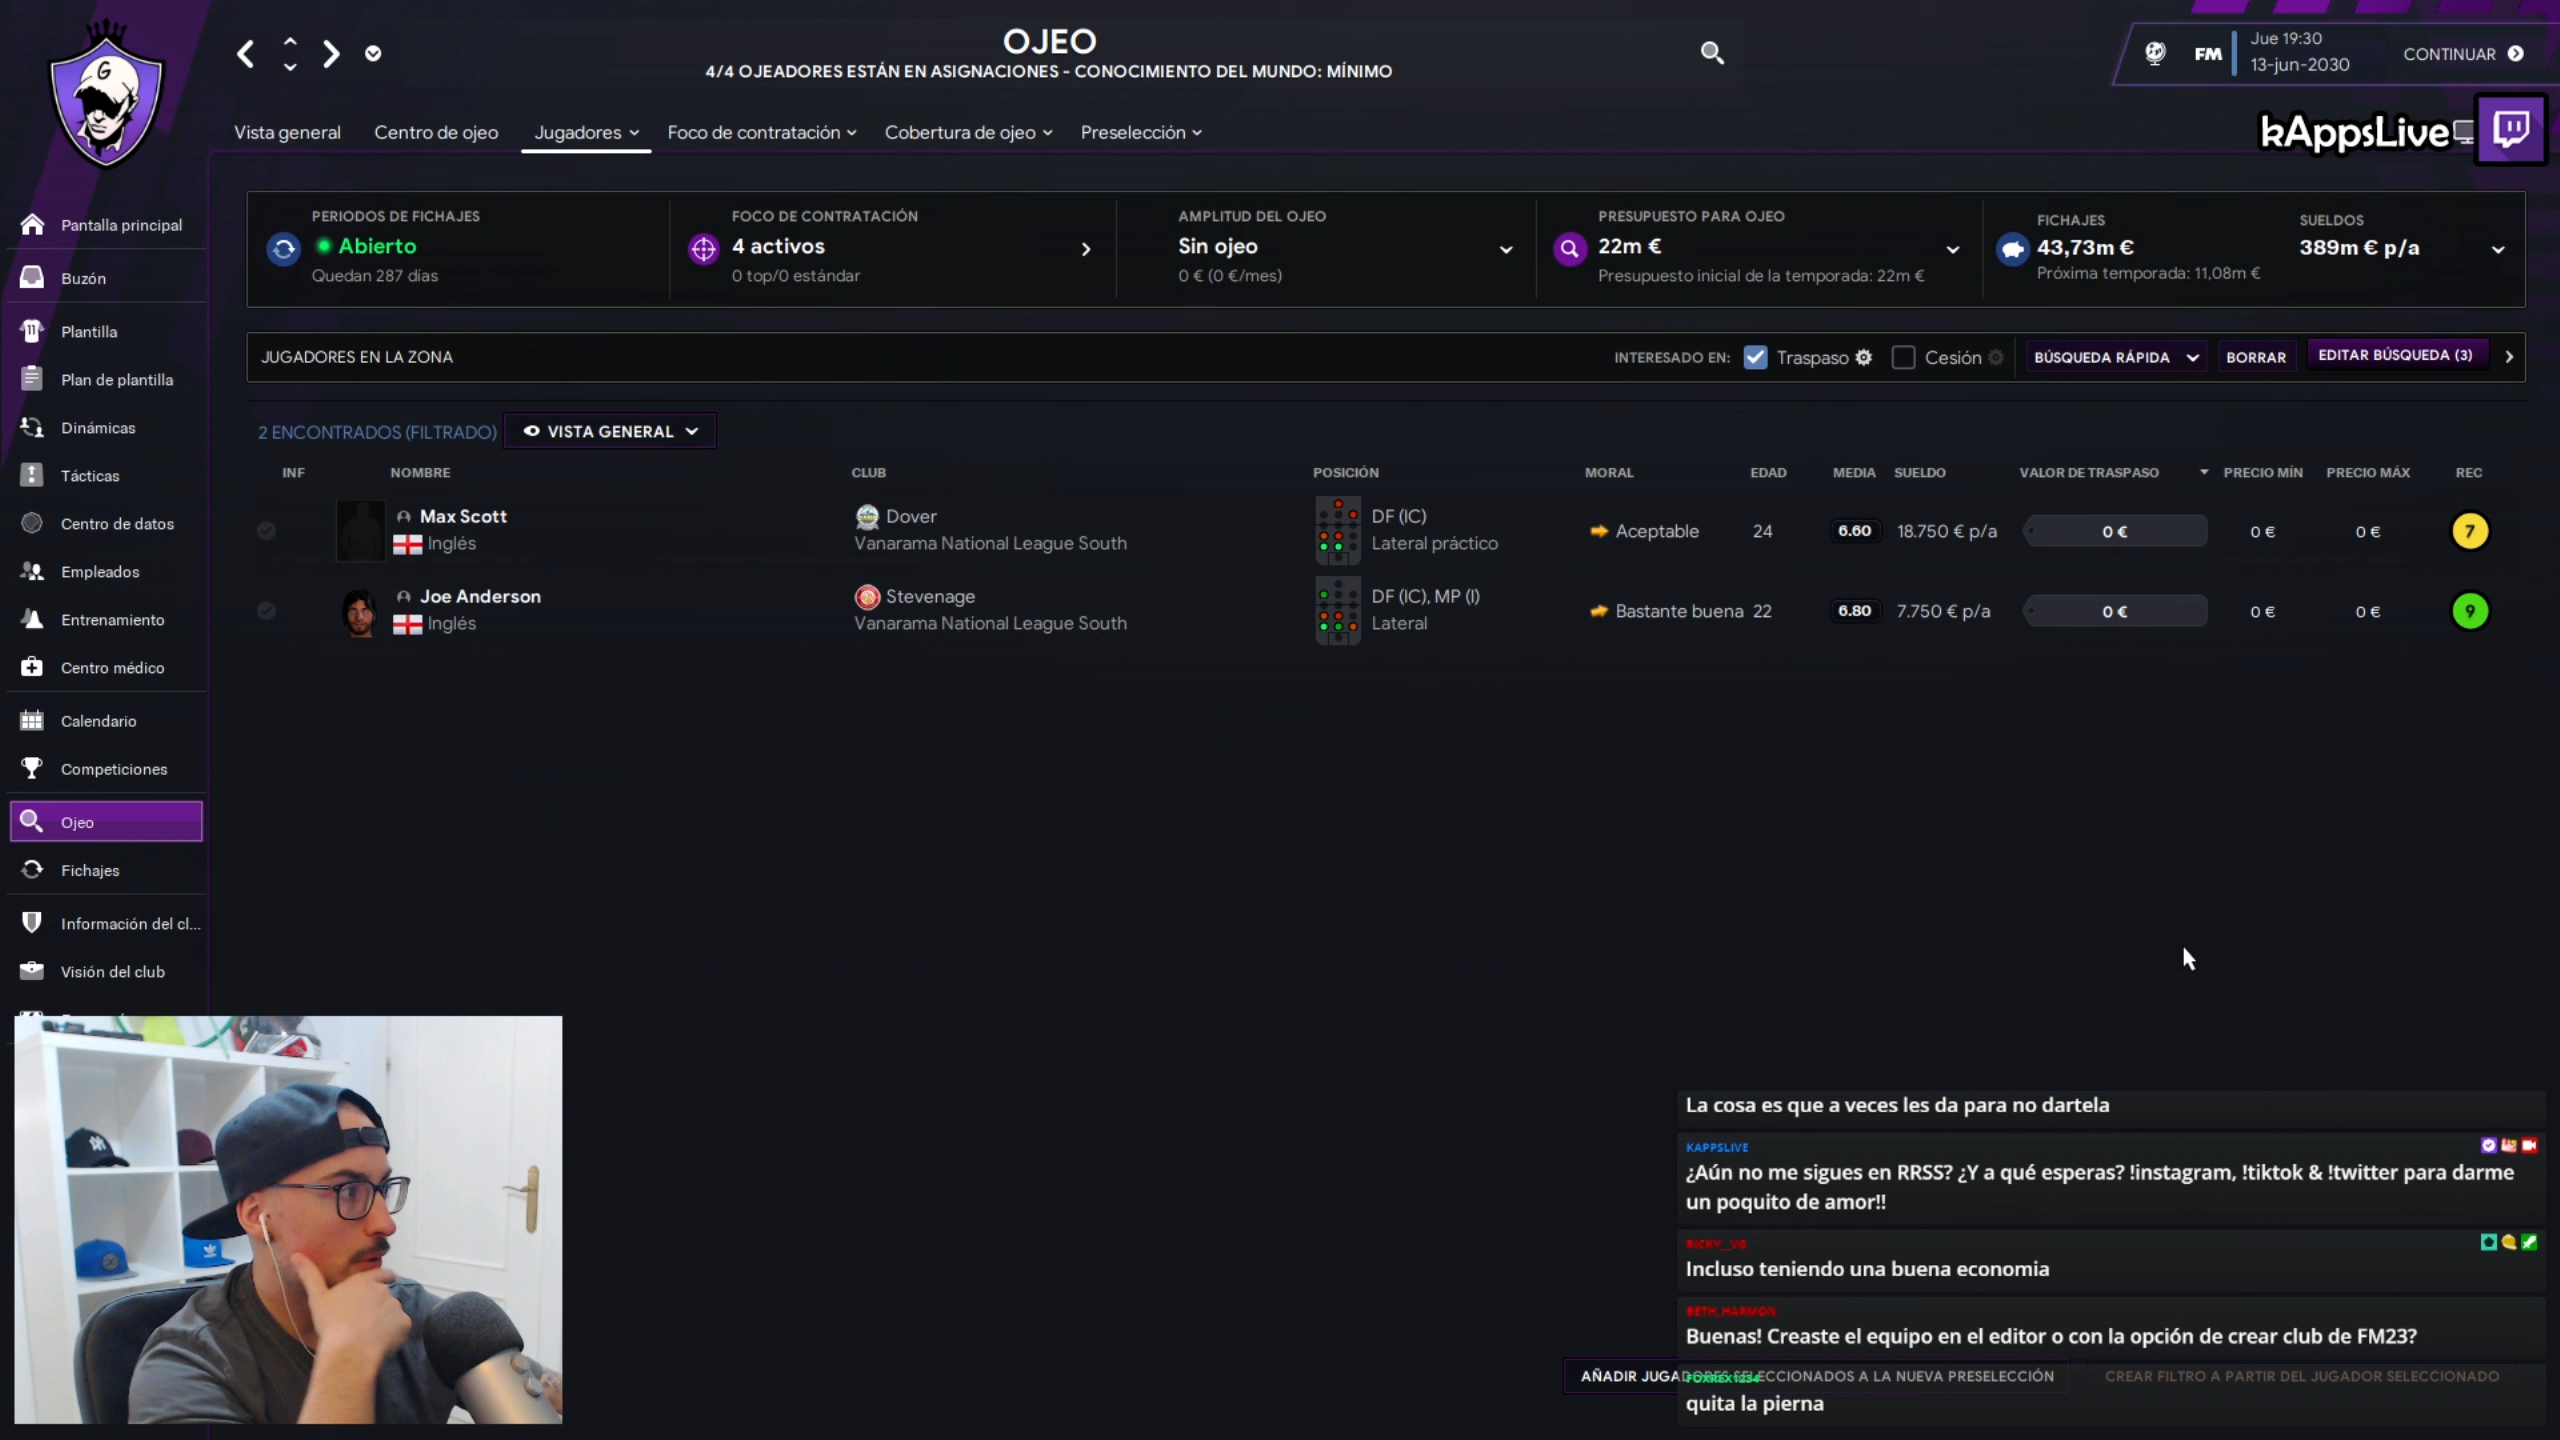 OJEO
4/4 OJEADORES ESTÁN EN ASIGNACIONES - CONOCIMIENTO DEL MUNDO: MÍNIMO
FM
Jue 19:30
13-jun-2030
CONTINUAR
G
Vista general
Centro de ojeo
Jugadores
Foco de contratación
Cobertura de ojeo
Preselección
kAppsLive
Pantalla principal
Buzón
Plantilla
Plan de plantilla
Dinámicas
Tácticas
Centro de datos
Empleados
Entrenamiento
Centro médico
Calendario
Competiciones
Ojeo
Fichajes
Información del cl...
Visión del club
PERIODOS DE FICHAJES
Abierto
Quedan 287 días
FOCO DE CONTRATACIÓN
4 activos
0 top/0 estándar
AMPLITUD DEL OJEO
Sin ojeo
0 € (0 €/mes)
PRESUPUESTO PARA OJEO
22m €
Presupuesto inicial de la temporada: 22m €
FICHAJES
43,73m €
Próxima temporada: 11,08m €
SUELDOS
389m € p/a
JUGADORES EN LA ZONA
INTERESADO EN:
Traspaso
Cesión
BÚSQUEDA RÁPIDA
BORRAR
EDITAR BÚSQUEDA (3)
2 ENCONTRADOS (FILTRADO)
VISTA GENERAL
INF NOMBRE CLUB POSICIÓN MORAL EDAD MEDIA SUELDO VALOR DE TRASPASO PRECIO MÍN PRECIO MÁX REC
Max Scott Dover DF (IC) Aceptable 24 6.60 18.750 € p/a 0 € 0 € 0 € 7
Inglés Vanarama National League South Lateral práctico
Joe Anderson Stevenage DF (IC), MP (I) Bastante buena 22 6.80 7.750 € p/a 0 € 0 € 0 € 9
Inglés Vanarama National League South Lateral
La cosa es que a veces les da para no dartela
KAPPSLIVE
¿Aún no me sigues en RRSS? ¿Y a qué esperas? !instagram, !tiktok & !twitter para darme
un poquito de amor!!
RICKY__VG
Incluso teniendo una buena economia
BETH_HARMON
Buenas! Creaste el equipo en el editor o con la opción de crear club de FM23?
AÑADIR JUGADORES SELECCIONADOS A LA NUEVA PRESELECCIÓN
CREAR FILTRO A PARTIR DEL JUGADOR SELECCIONADO
quita la pierna